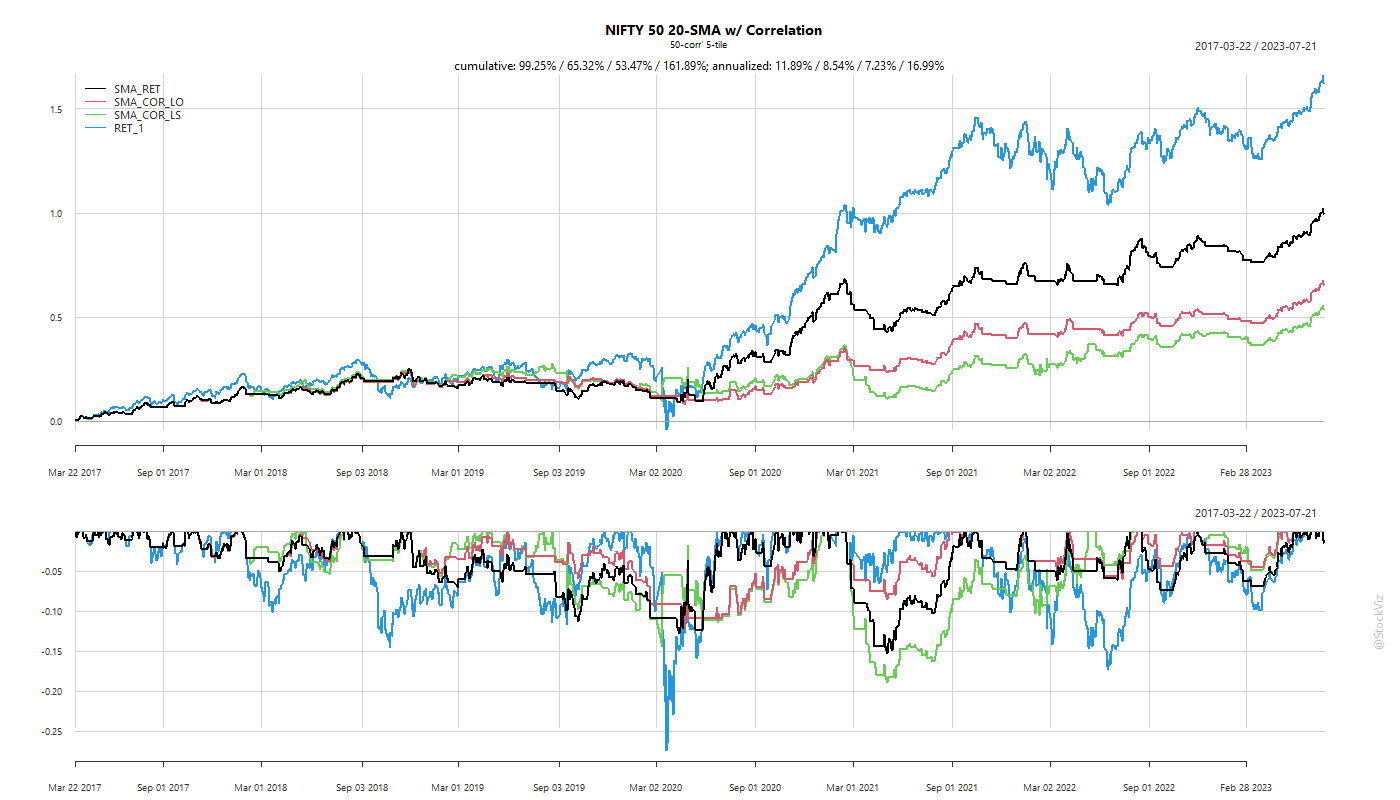 NIFTY 50 20-SMA w/ Correlation
50-corr' 5-tile
2017-03-22 / 2023-07-21
cumulative: 99.25% / 65.32% / 53.47% / 161.89%; annualized: 11.89% / 8.54% / 7.23% / 16.99%
SMA_RET
SMA_COR_LO
SMA_COR_LS
RET_1
1.5
1.0
0.5
0.0
Mar 22 2017 Sep 01 2017 Mar 01 2018 Sep 03 2018 Mar 01 2019 Sep 03 2019 Mar 02 2020 Sep 01 2020 Mar 01 2021 Sep 01 2021 Mar 02 2022 Sep 01 2022 Feb 28 2023
2017-03-22 / 2023-07-21
-0.05
-0.10
-0.15
-0.20
-0.25
Mar 22 2017 Sep 01 2017 Mar 01 2018 Sep 03 2018 Mar 01 2019 Sep 03 2019 Mar 02 2020 Sep 01 2020 Mar 01 2021 Sep 01 2021 Mar 02 2022 Sep 01 2022 Feb 28 2023
@StockViz